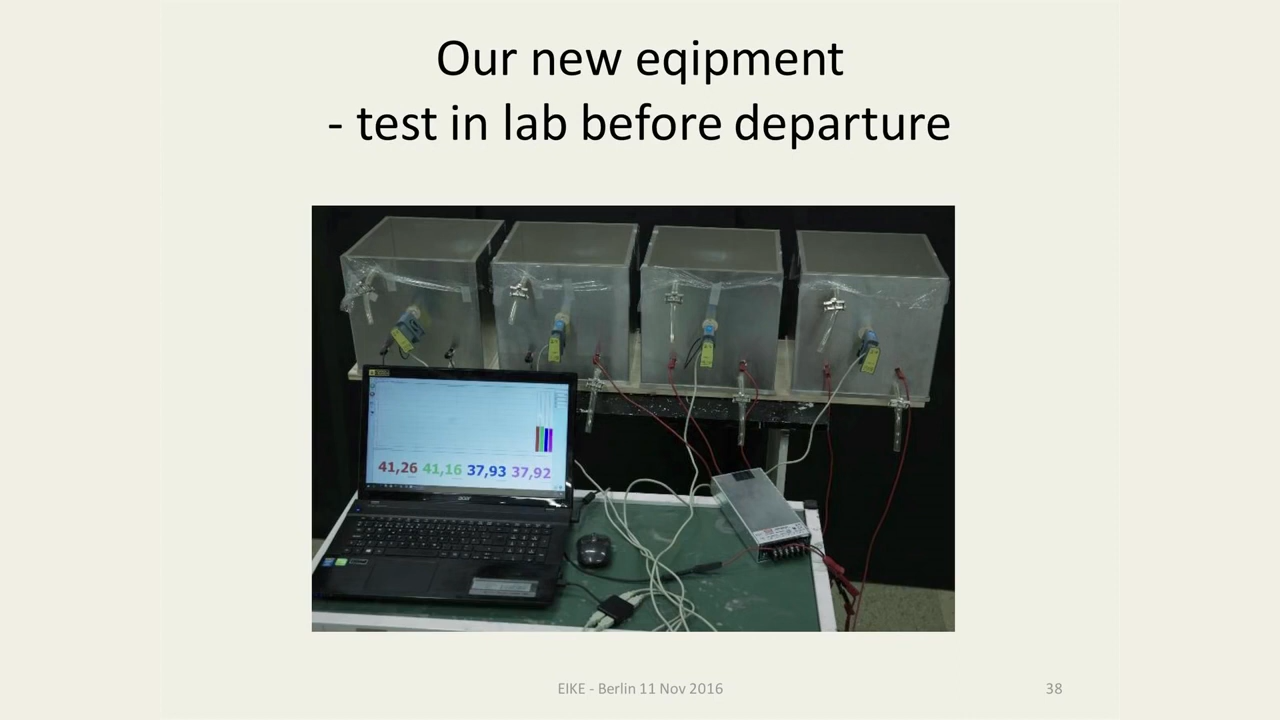 Our new eqipment
- test in lab before departure
41,26 41,16 37,93 37,92
acer
EIKE - Berlin 11 Nov 2016
38